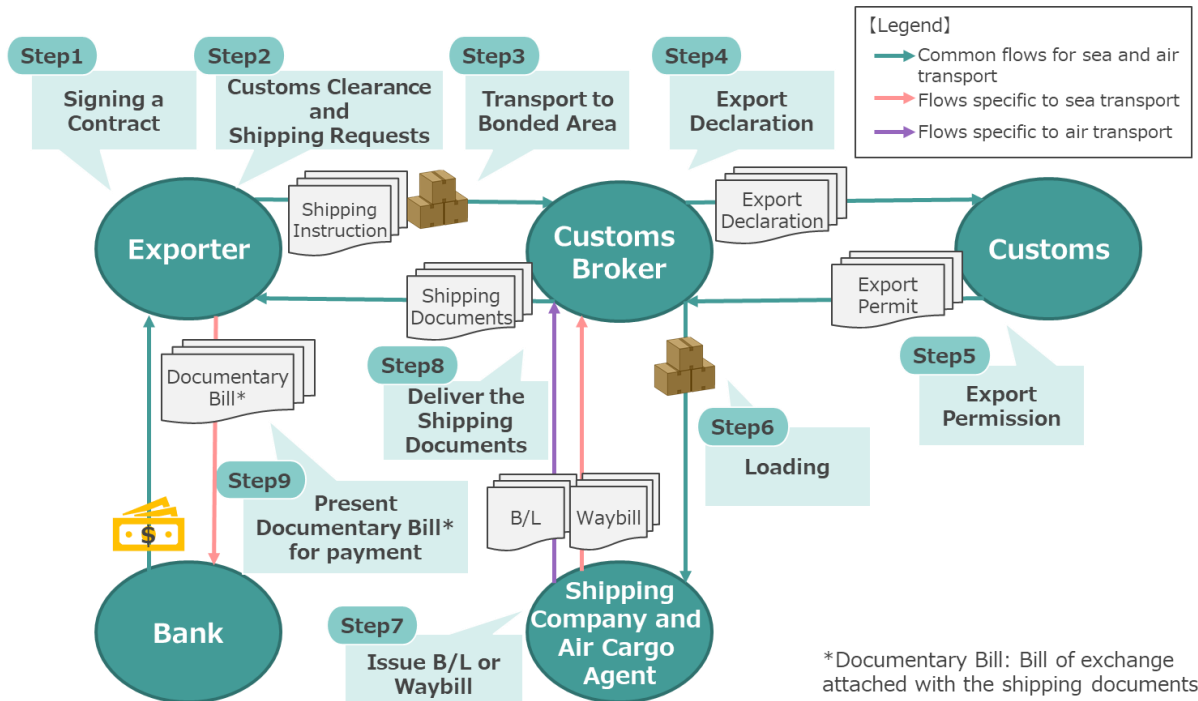 Step1
Signing a
Contract
Step2
Customs Clearance
and
Shipping Requests
Step3
Transport to
Bonded Area
Step4
Export
Declaration
【Legend】
Common flows for sea and air
transport
Flows specific to sea transport
Flows specific to air transport
Exporter
Shipping
Instruction
Customs
Broker
Export
Declaration
Customs
Shipping
Documents
Export
Permit
Documentary
Bill*
Step8
Deliver the
Shipping
Documents
Step5
Export
Permission
Step6
Loading
Step9
Present
Documentary Bill*
for payment
B/L
Waybill
$
Bank
Step7
Issue B/L or
Waybill
Shipping
Company and
Air Cargo
Agent
*Documentary Bill: Bill of exchange
attached with the shipping documents